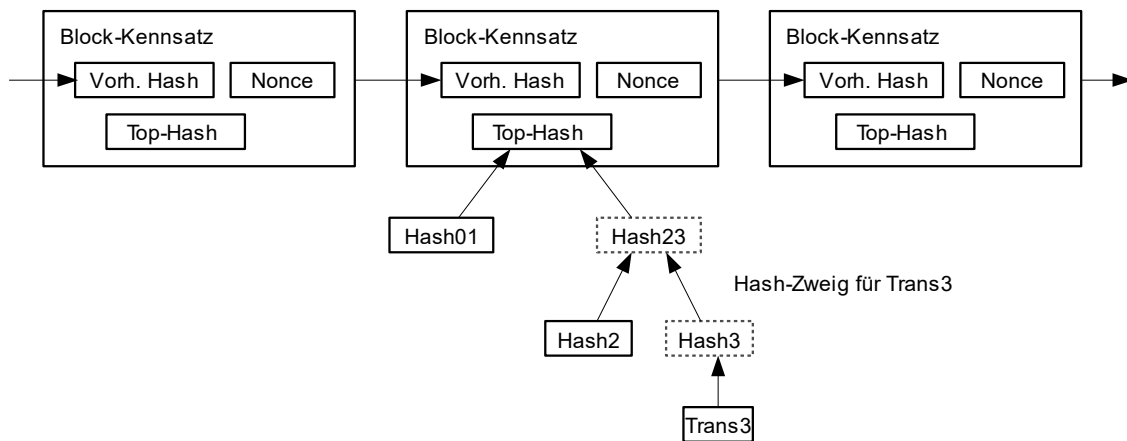 Block-Kennsatz
Vorh. Hash
Nonce
Top-Hash
Block-Kennsatz
Vorh. Hash
Nonce
Top-Hash
Block-Kennsatz
Vorh. Hash
Nonce
Top-Hash
Hash01
Hash23
Hash-Zweig für Trans3
Hash2
Hash3
Trans3